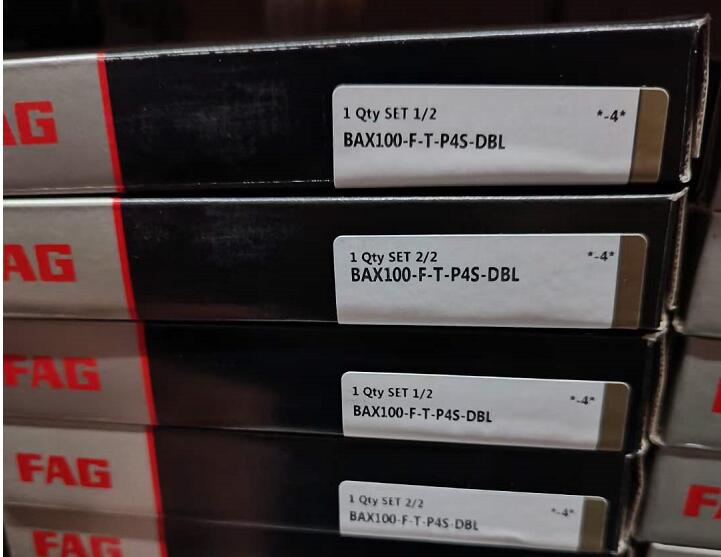 AG
1 Qty SET 1/2 *-4*
BAX100-F-T-P4S-DBL
AG
1 Qty SET 2/2 *-4*
BAX100-F-T-P4S-DBL
FAG
1 Qty SET 1/2 *-4*
BAX100-F-T-P4S-DBL
FAG
1 Qty SET 2/2 *-4*
BAX100-F-T-P4S-DBL
FAG